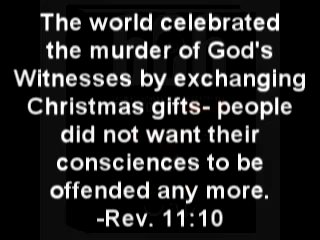 The world celebrated
the murder of God's
Witnesses by exchanging
Christmas gifts- people
did not want their
consciences to be
offended any more.
-Rev. 11:10